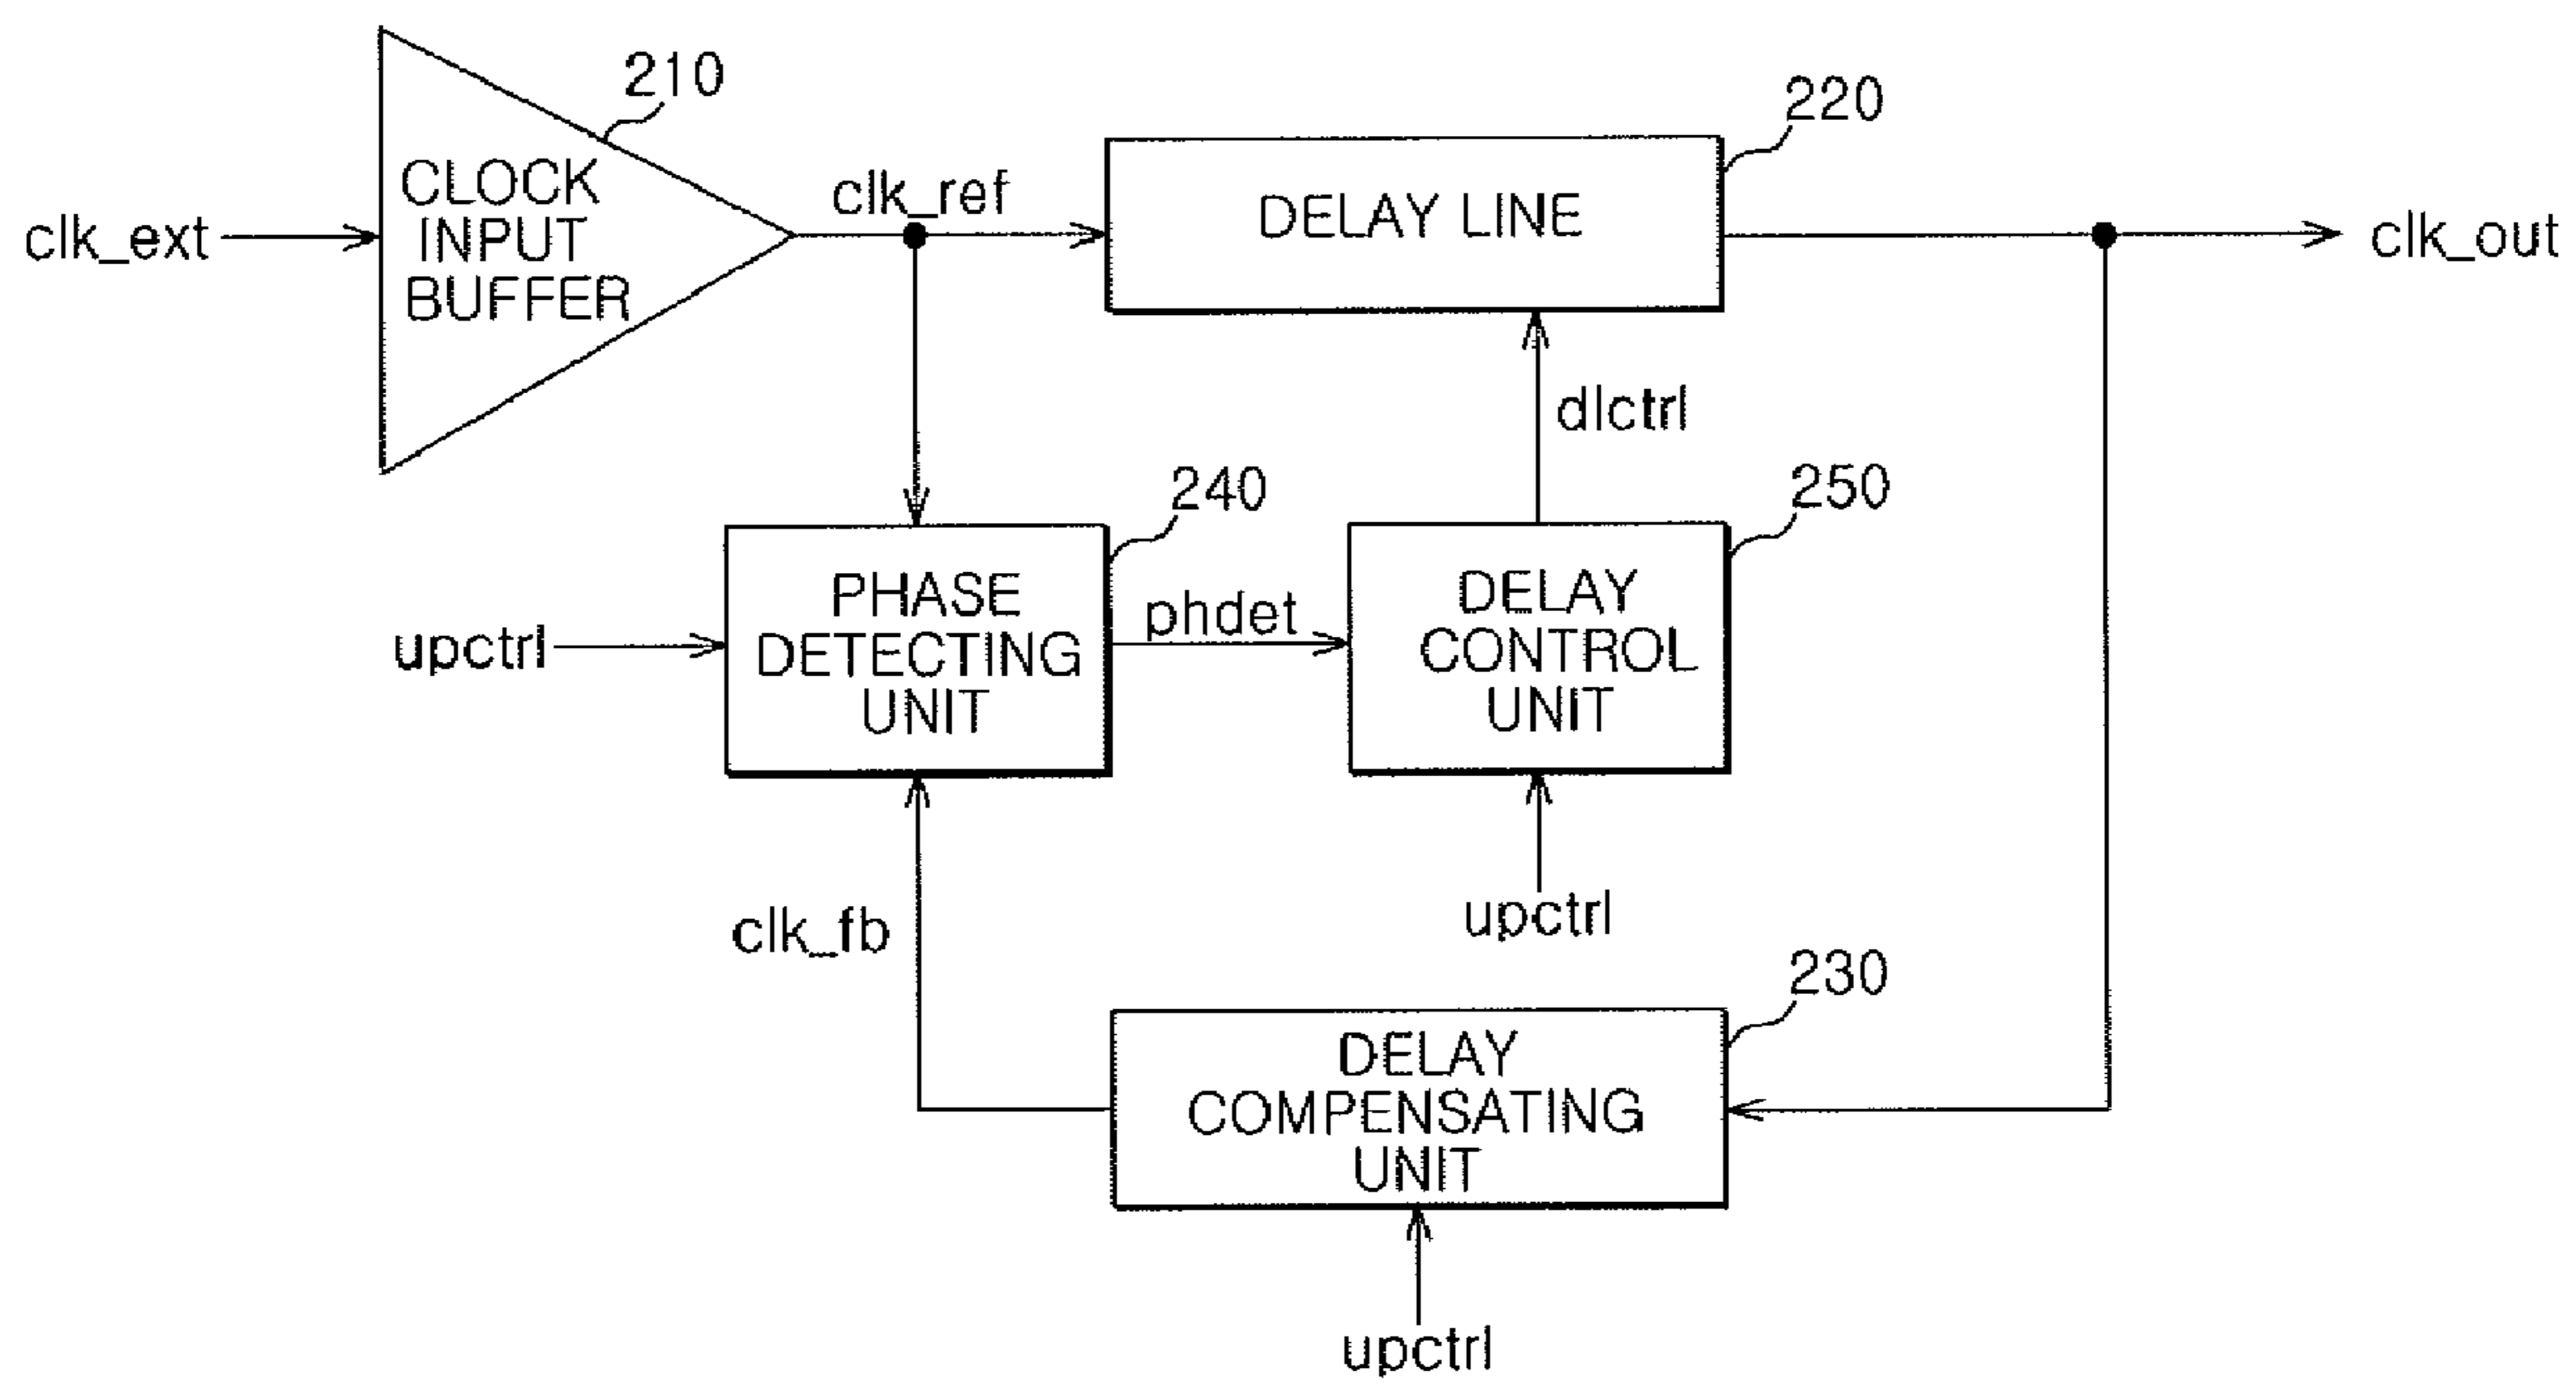 210
CLOCK
INPUT
BUFFER
clk_ext
clk_ref
220
DELAY LINE
clk_out
dlctrl
240
PHASE
DETECTING
UNIT
upctrl
phdet
250
DELAY
CONTROL
UNIT
upctrl
clk_fb
230
DELAY
COMPENSATING
UNIT
upctrl